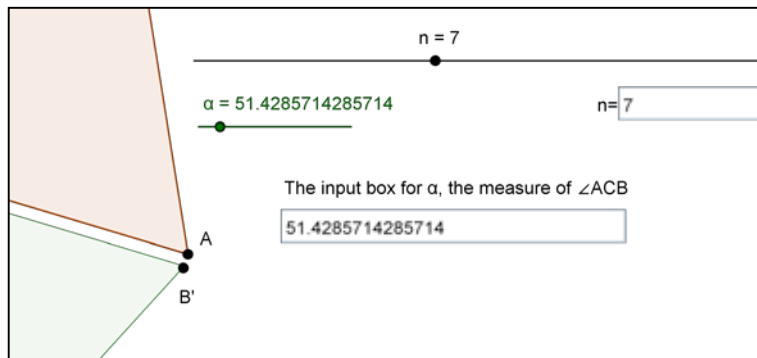 n = 7
α = 51.4285714285714
n= 7
The input box for α, the measure of ∠ACB
51.4285714285714
A
B'